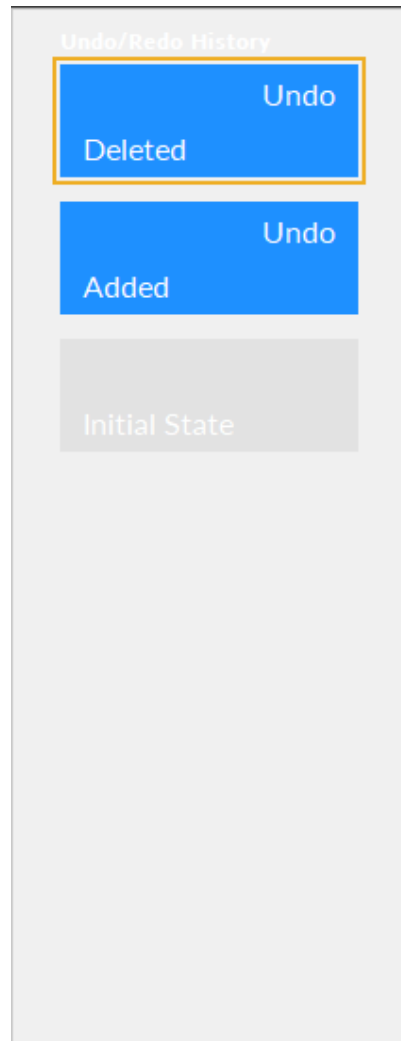 Undo/Redo History
Undo
Deleted
Undo
Added
Initial State